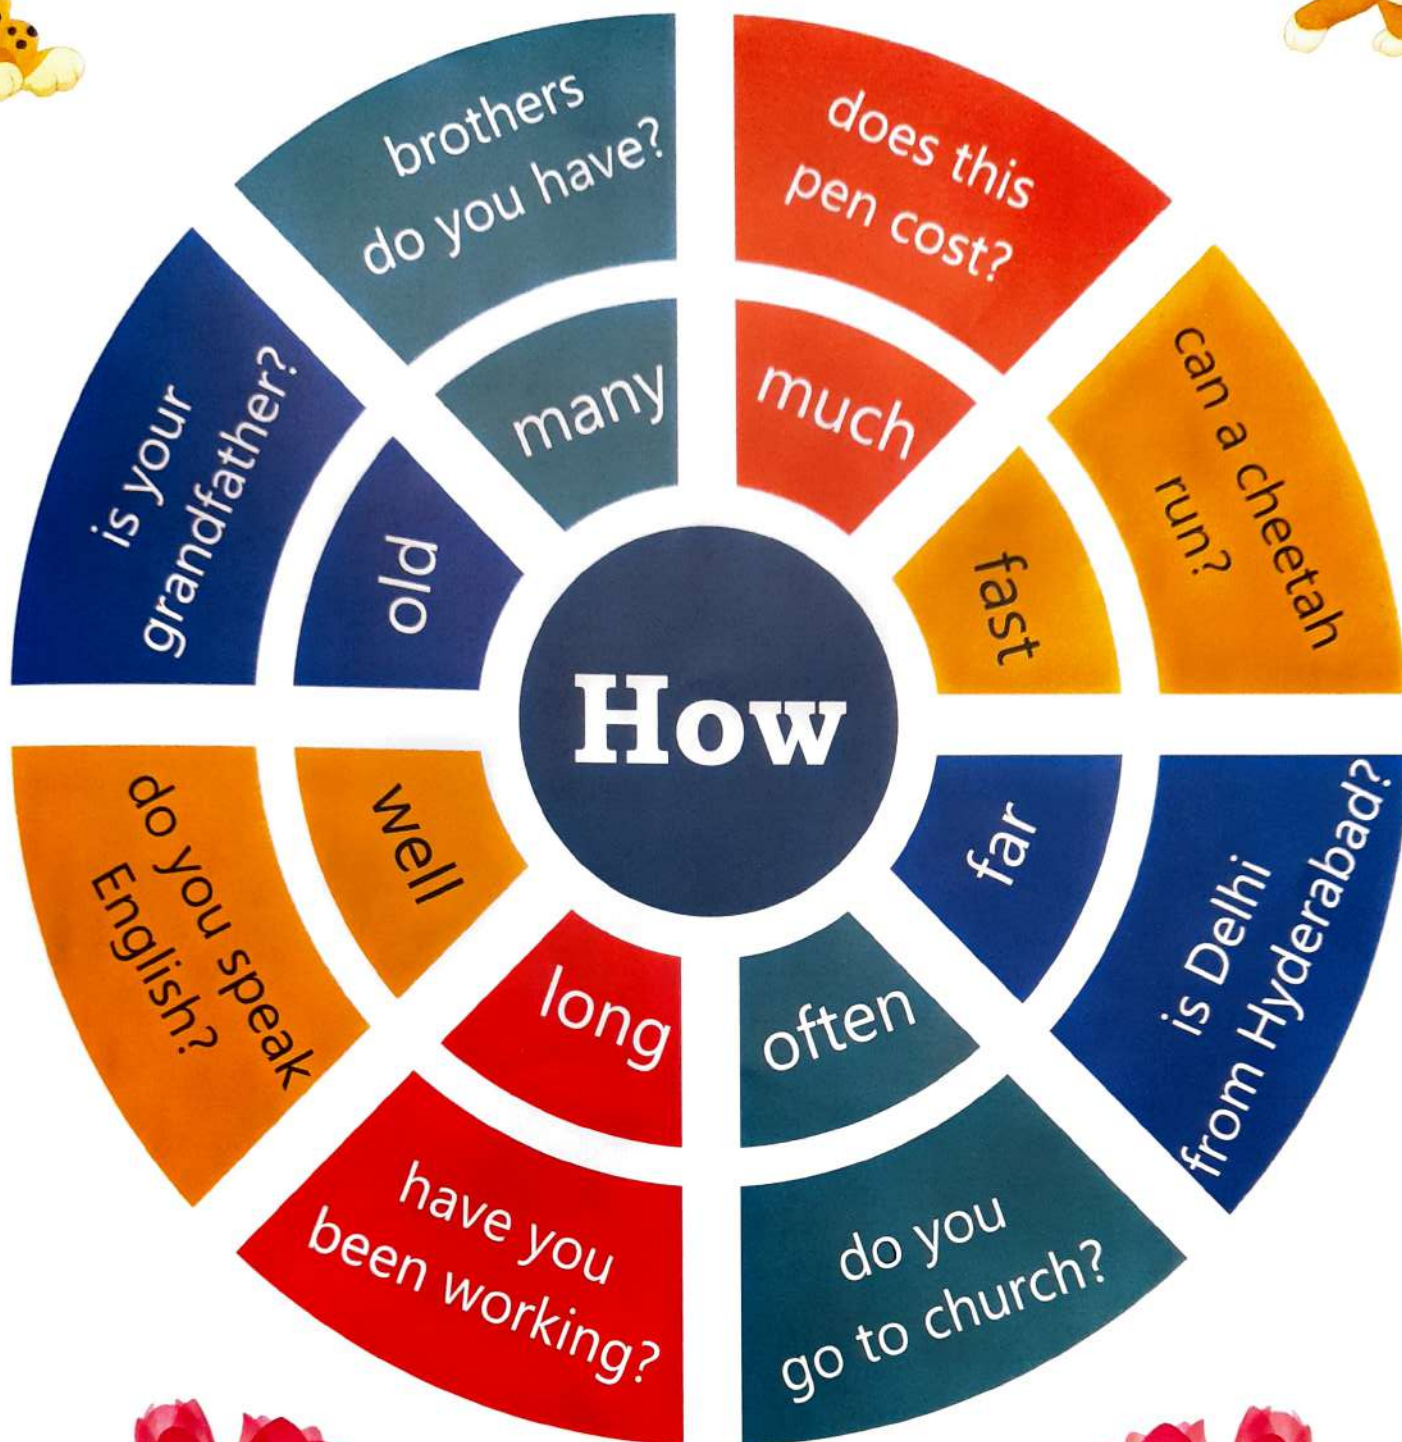 How
many
brothers
do you have?
much
does this
pen cost?
fast
can a cheetah
run?
far
is Delhi
from Hyderabad?
often
do you
go to church?
long
have you
been working?
well
do you speak
English?
old
is your
grandfather?